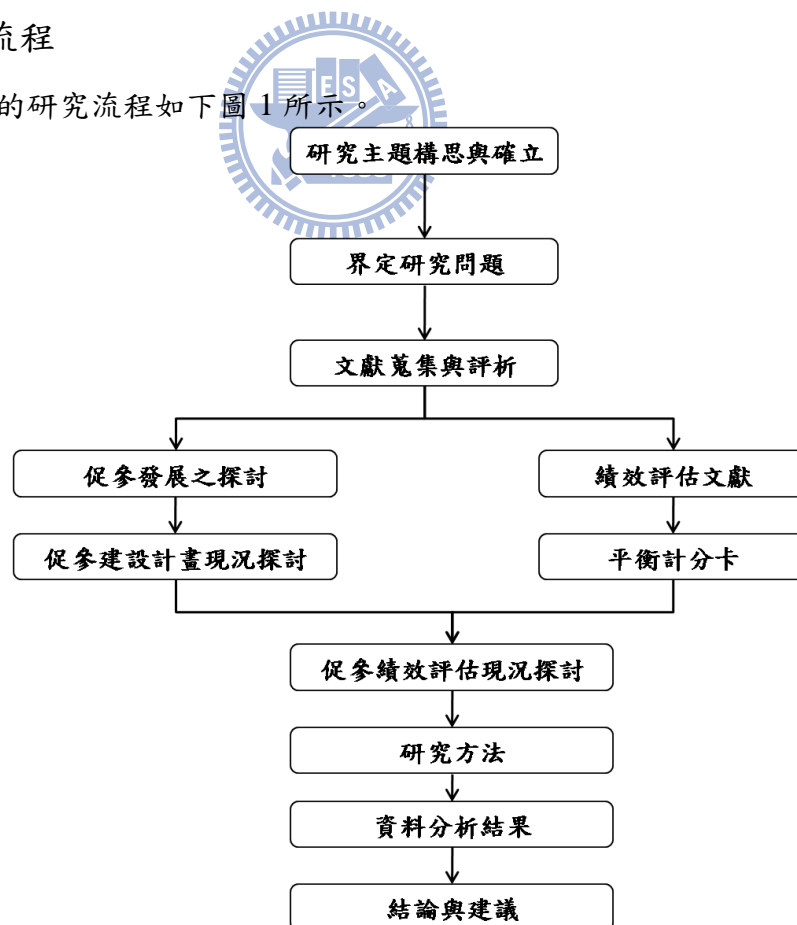 流程
的研究流程如下圖 1 所示。
ESA
研究主題構思與確立
界定研究問題
文獻蒐集與評析
促參發展之探討
績效評估文獻
促參建設計畫現況探討
平衡計分卡
促參績效評估現況探討
研究方法
資料分析結果
結論與建議